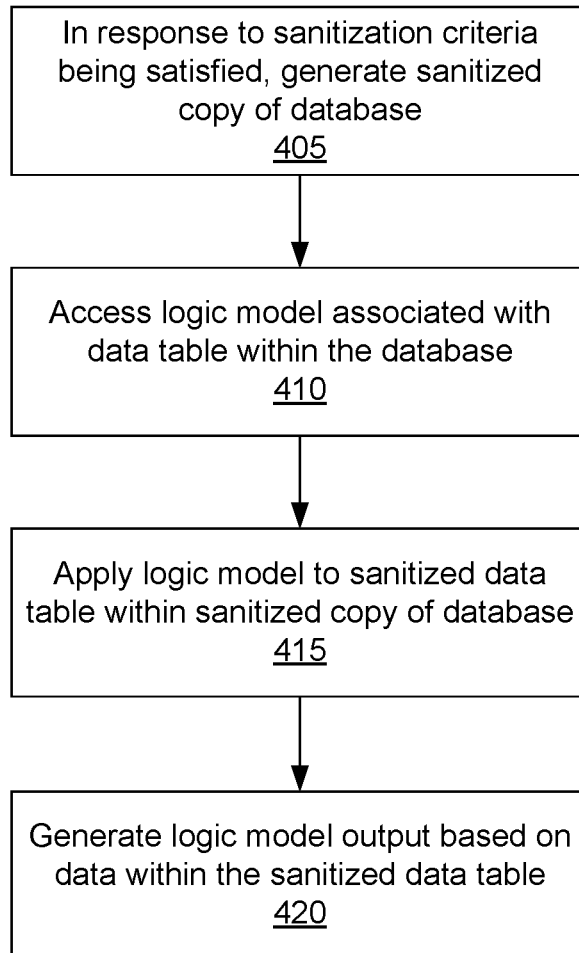 In response to sanitization criteria
being satisfied, generate sanitized
copy of database
405
Access logic model associated with
data table within the database
410
Apply logic model to sanitized data
table within sanitized copy of database
415
Generate logic model output based on
data within the sanitized data table
420